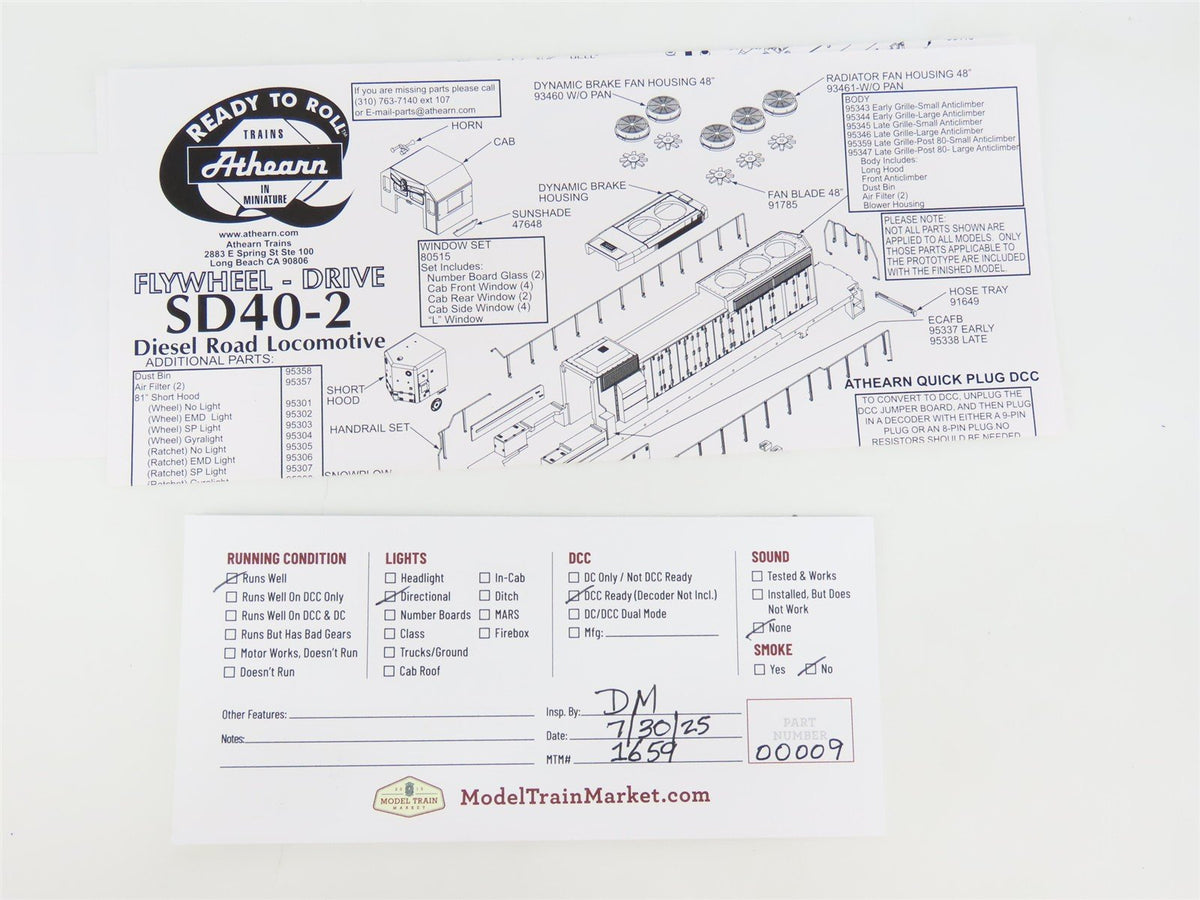 READY TO ROLL™
TRAINS
Athearn
IN
MINIATURE
www.athearn.com
Athearn Trains
2883 E Spring St Ste 100
Long Beach CA 90806
FLYWHEEL - DRIVE
SD40-2
Diesel Road Locomotive
ADDITIONAL PARTS:
Dust Bin 95358
Air Filter (2) 95357
81" Short Hood
(Wheel) No Light 95301
(Wheel) EMD Light 95302
(Wheel) SP Light 95303
(Wheel) Gyralight 95304
(Ratchet) No Light 95305
(Ratchet) EMD Light 95306
(Ratchet) SP Light 95307
If you are missing parts please call
(310) 763-7140 ext 107
or E-mail-parts@athearn.com
HORN
CAB
SUNSHADE
47648
WINDOW SET
80515
Set Includes:
Number Board Glass (2)
Cab Front Window (4)
Cab Rear Window (2)
Cab Side Window (4)
"L" Window
SHORT
HOOD
HANDRAIL SET
SNOWPLOW
DYNAMIC BRAKE FAN HOUSING 48"
93460 W/O PAN
DYNAMIC BRAKE
HOUSING
RADIATOR FAN HOUSING 48"
93461-W/O PAN
FAN BLADE 48"
91785
BODY
95343 Early Grille-Small Anticlimber
95344 Early Grille-Large Anticlimber
95345 Late Grille-Small Anticlimber
95346 Late Grille-Large Anticlimber
95359 Late Grille-Post 80-Small Anticlimber
95347 Late Grille-Post 80- Large Anticlimber
Body Includes:
Long Hood
Front Anticlimber
Dust Bin
Air Filter (2)
Blower Housing
PLEASE NOTE:
NOT ALL PARTS SHOWN ARE
APPLIED TO ALL MODELS. ONLY
THOSE PARTS APPLICABLE TO
THE PROTOTYPE ARE INCLUDED
WITH THE FINISHED MODEL.
HOSE TRAY
91649
ECAFB
95337 EARLY
95338 LATE
ATHEARN QUICK PLUG DCC
TO CONVERT TO DCC, UNPLUG THE
DCC JUMPER BOARD, AND THEN PLUG
IN A DECODER WITH EITHER A 9-PIN
PLUG OR AN 8-PIN PLUG.NO
RESISTORS SHOULD BE NEEDED
RUNNING CONDITION
Runs Well
Runs Well On DCC Only
Runs Well On DCC & DC
Runs But Has Bad Gears
Motor Works, Doesn't Run
Doesn't Run
LIGHTS
Headlight
Directional
Number Boards
Class
Trucks/Ground
Cab Roof
In-Cab
Ditch
MARS
Firebox
DCC
DC Only / Not DCC Ready
DCC Ready (Decoder Not Incl.)
DC/DCC Dual Mode
Mfg:
SOUND
Tested & Works
Installed, But Does
Not Work
None
SMOKE
Yes No
Other Features:
Notes:
Insp. By: DM
Date: 7/30/25
MTM# 1659
PART
NUMBER
00009
MODEL TRAIN
MARKET
ModelTrainMarket.com